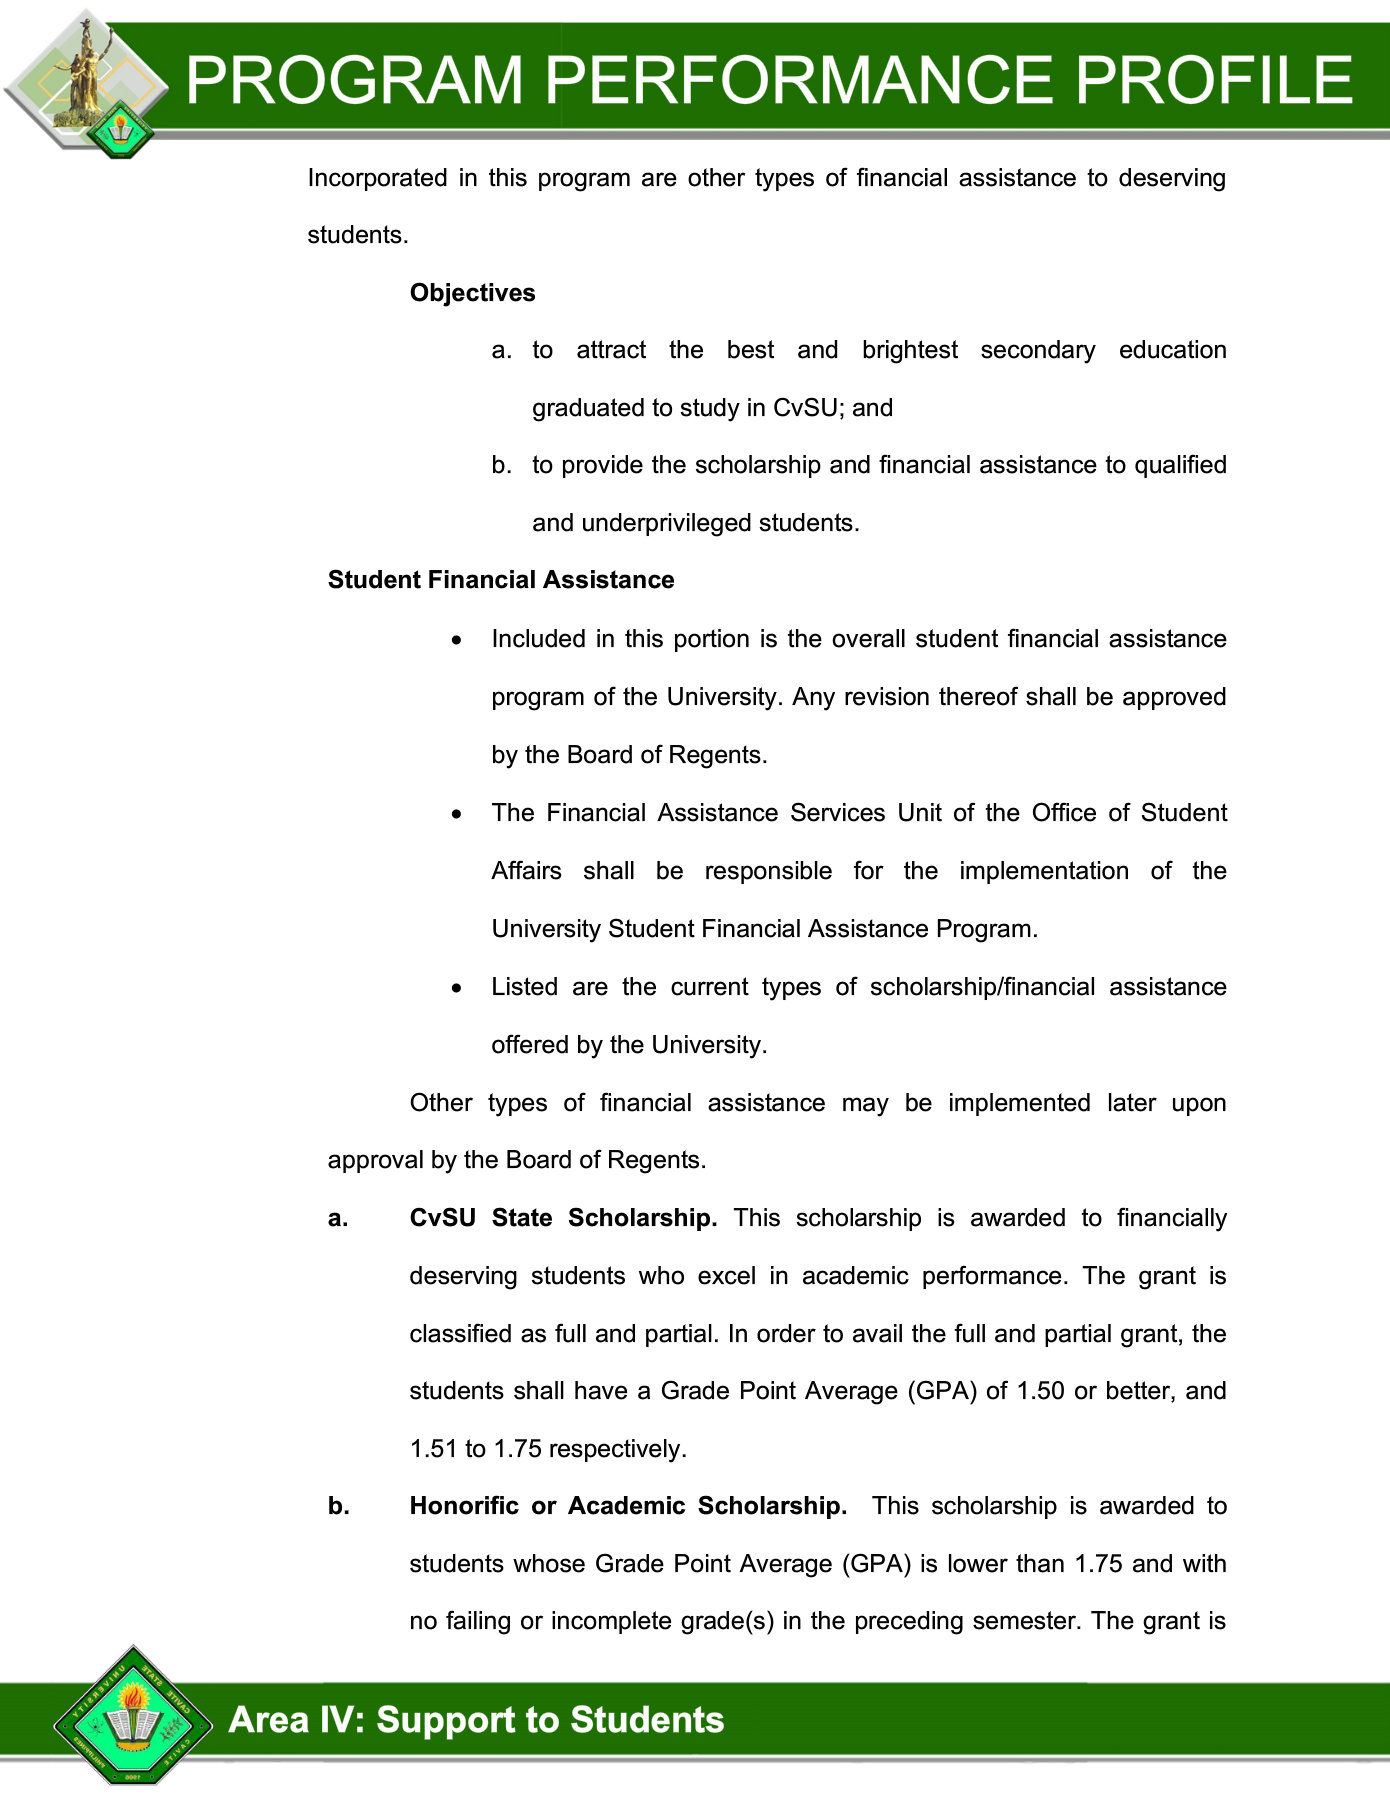 PROGRAM PERFORMANCE PROFILE
Incorporated in this program are other types of financial assistance to deserving
students.
Objectives
a. to attract the best and brightest secondary education
graduated to study in CvSU; and
b. to provide the scholarship and financial assistance to qualified
and underprivileged students.
Student Financial Assistance
• Included in this portion is the overall student financial assistance
program of the University. Any revision thereof shall be approved
by the Board of Regents.
• The Financial Assistance Services Unit of the Office of Student
Affairs shall be responsible for the implementation of the
University Student Financial Assistance Program.
• Listed are the current types of scholarship/financial assistance
offered by the University.
Other types of financial assistance may be implemented later upon
approval by the Board of Regents.
a. CvSU State Scholarship. This scholarship is awarded to financially
deserving students who excel in academic performance. The grant is
classified as full and partial. In order to avail the full and partial grant, the
students shall have a Grade Point Average (GPA) of 1.50 or better, and
1.51 to 1.75 respectively.
b. Honorific or Academic Scholarship. This scholarship is awarded to
students whose Grade Point Average (GPA) is lower than 1.75 and with
no failing or incomplete grade(s) in the preceding semester. The grant is
Area IV: Support to Students